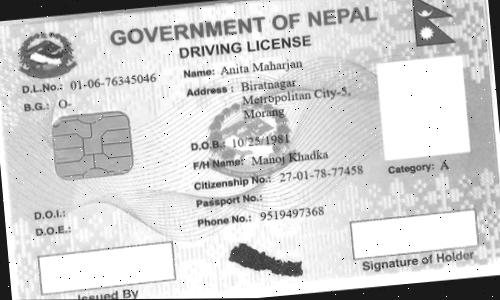 GOVERNMENT OF NEPAL
DRIVING LICENSE
D.L.No.: 01-06-76345046
B.G.: O-
Name: Anita Maharjan
Address : Biratnagar
Metropolitan City-5,
Morang
D.O.B.: 10/25/1981
F/H Name: Manoj Khadka
Citizenship No.: 27-01-78-77458
Passport No.:
Phone No.: 9519497368
Category: A
D.O.I.:
D.O.E.:
Issued By
Signature of Holder